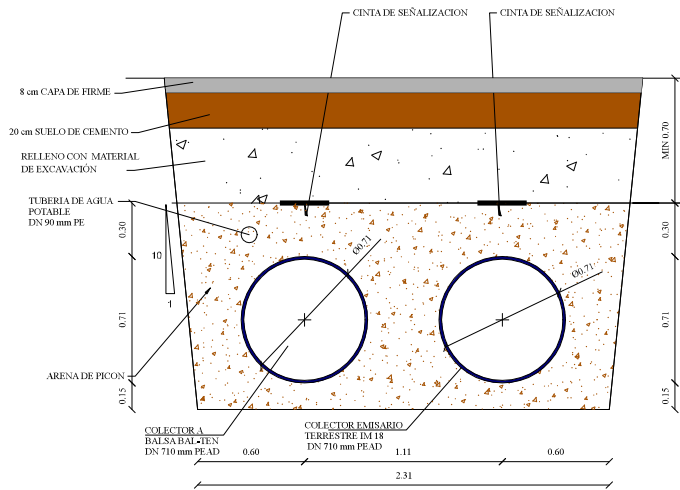 CINTA DE SEÑALIZACION
CINTA DE SEÑALIZACION
8 cm CAPA DE FIRME
20 cm SUELO DE CEMENTO
RELLENO CON MATERIAL
DE EXCAVACIÓN
MIN 0.70
TUBERIA DE AGUA
POTABLE
DN 90 mm PE
0.30
0.30
10
1
Ø0.71
Ø0.71
0.71
0.71
ARENA DE PICON
0.15
0.15
COLECTOR A
BALSA BAL-TEN
DN 710 mm PEAD
COLECTOR EMISARIO
TERRESTRE IM 18
DN 710 mm PEAD
0.60
1.11
0.60
2.31